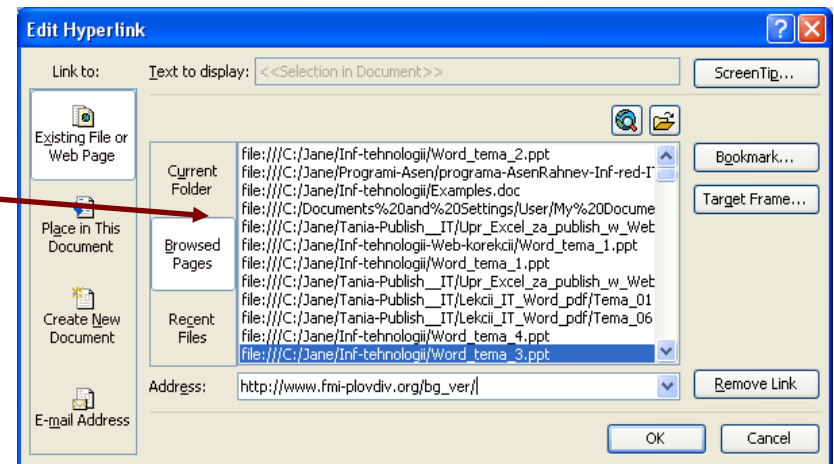 Edit Hyperlink
Link to:
Text to display: <<Selection in Document>>
ScreenTip...
Existing File or
Web Page
Place in This
Document
Create New
Document
E-mail Address
Current
Folder
Browsed
Pages
Recent
Files
file:///C:/Jane/Inf-tehnologii/Word_tema_2.ppt
file:///C:/Jane/Programi-Asen/programa-AsenRahnev-Inf-red-I
file:///C:/Jane/Inf-tehnologii/Examples.doc
file:///C:/Documents%20and%20Settings/User/My%20Docume
file:///C:/Jane/Tania-Publish__IT/Upr_Excel_za_publish_w_Web
file:///C:/Jane/Inf-tehnologii-Web-korekcii/Word_tema_1.ppt
file:///C:/Jane/Inf-tehnologii/Word_tema_1.ppt
file:///C:/Jane/Tania-Publish__IT/Upr_Excel_za_publish_w_Web
file:///C:/Jane/Tania-Publish__IT/Lekcii_IT_Word_pdf/Tema_01
file:///C:/Jane/Tania-Publish__IT/Lekcii_IT_Word_pdf/Tema_06
file:///C:/Jane/Inf-tehnologii/Word_tema_4.ppt
file:///C:/Jane/Inf-tehnologii/Word_tema_3.ppt
Bookmark...
Target Frame...
Address: http://www.fmi-plovdiv.org/bg_ver/
Remove Link
OK
Cancel